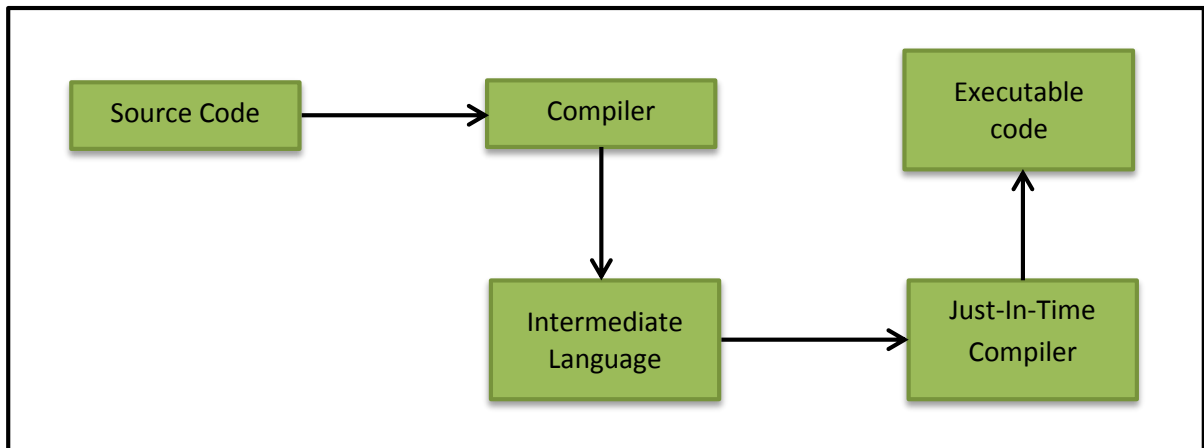 Source Code
Compiler
Intermediate
Language
Just-In-Time
Compiler
Executable
code